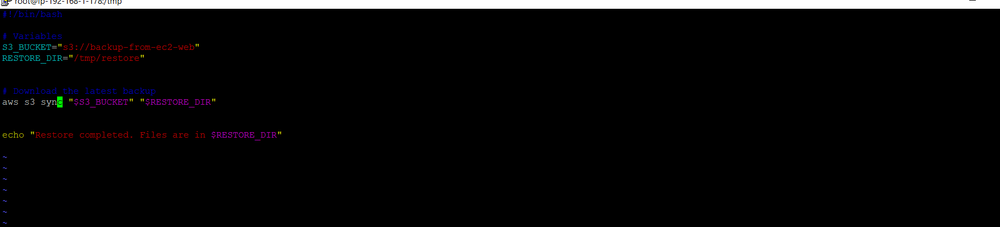 root@ip-192-168-1-178:/tmp
#!/bin/bash
# Variables
S3_BUCKET="s3://backup-from-ec2-web"
RESTORE_DIR="/tmp/restore"
# Download the latest backup
aws s3 sync "$S3_BUCKET" "$RESTORE_DIR"
echo "Restore completed. Files are in $RESTORE_DIR"
~
~
~
~
~
~
~